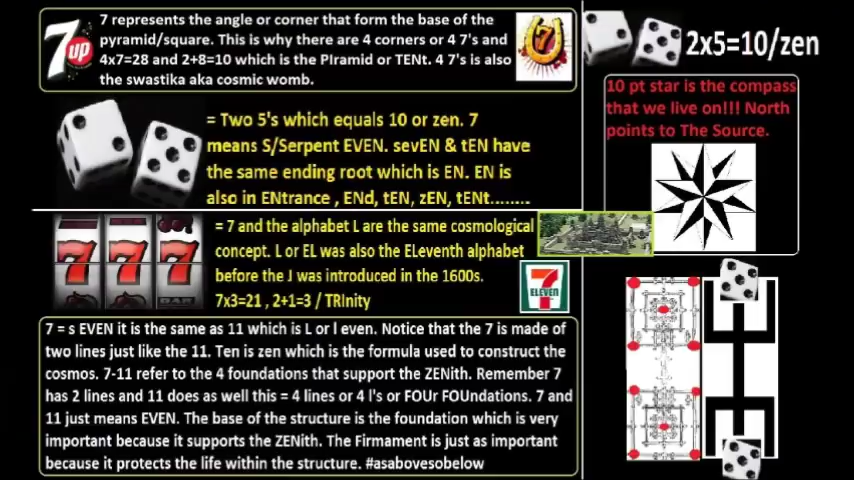 7 represents the angle or corner that form the base of the
pyramid/square. This is why there are 4 corners or 4 7's and
4x7=28 and 2+8=10 which is the PIramid or TENt. 4 7's is also
the swastika aka cosmic womb.
7up
7
= Two 5's which equals 10 or zen. 7
means S/Serpent EVEN. sevEN & tEN have
the same ending root which is EN. EN is
also in ENtrance , ENd, tEN, zEN, tENt........
7 7 7
BAR
= 7 and the alphabet L are the same cosmological
concept. L or EL was also the ELeventh alphabet
before the J was introduced in the 1600s.
7x3=21 , 2+1=3 / TRInity
7
ELEVEN
7 = s EVEN it is the same as 11 which is L or l even. Notice that the 7 is made of
two lines just like the 11. Ten is zen which is the formula used to construct the
cosmos. 7-11 refer to the 4 foundations that support the ZENith. Remember 7
has 2 lines and 11 does as well this = 4 lines or 4 l's or FOUr FOUndations. 7 and
11 just means EVEN. The base of the structure is the foundation which is very
important because it supports the ZENith. The Firmament is just as important
because it protects the life within the structure. #asabovesobelow
2x5=10/zen
10 pt star is the compass
that we live on!!! North
points to The Source.